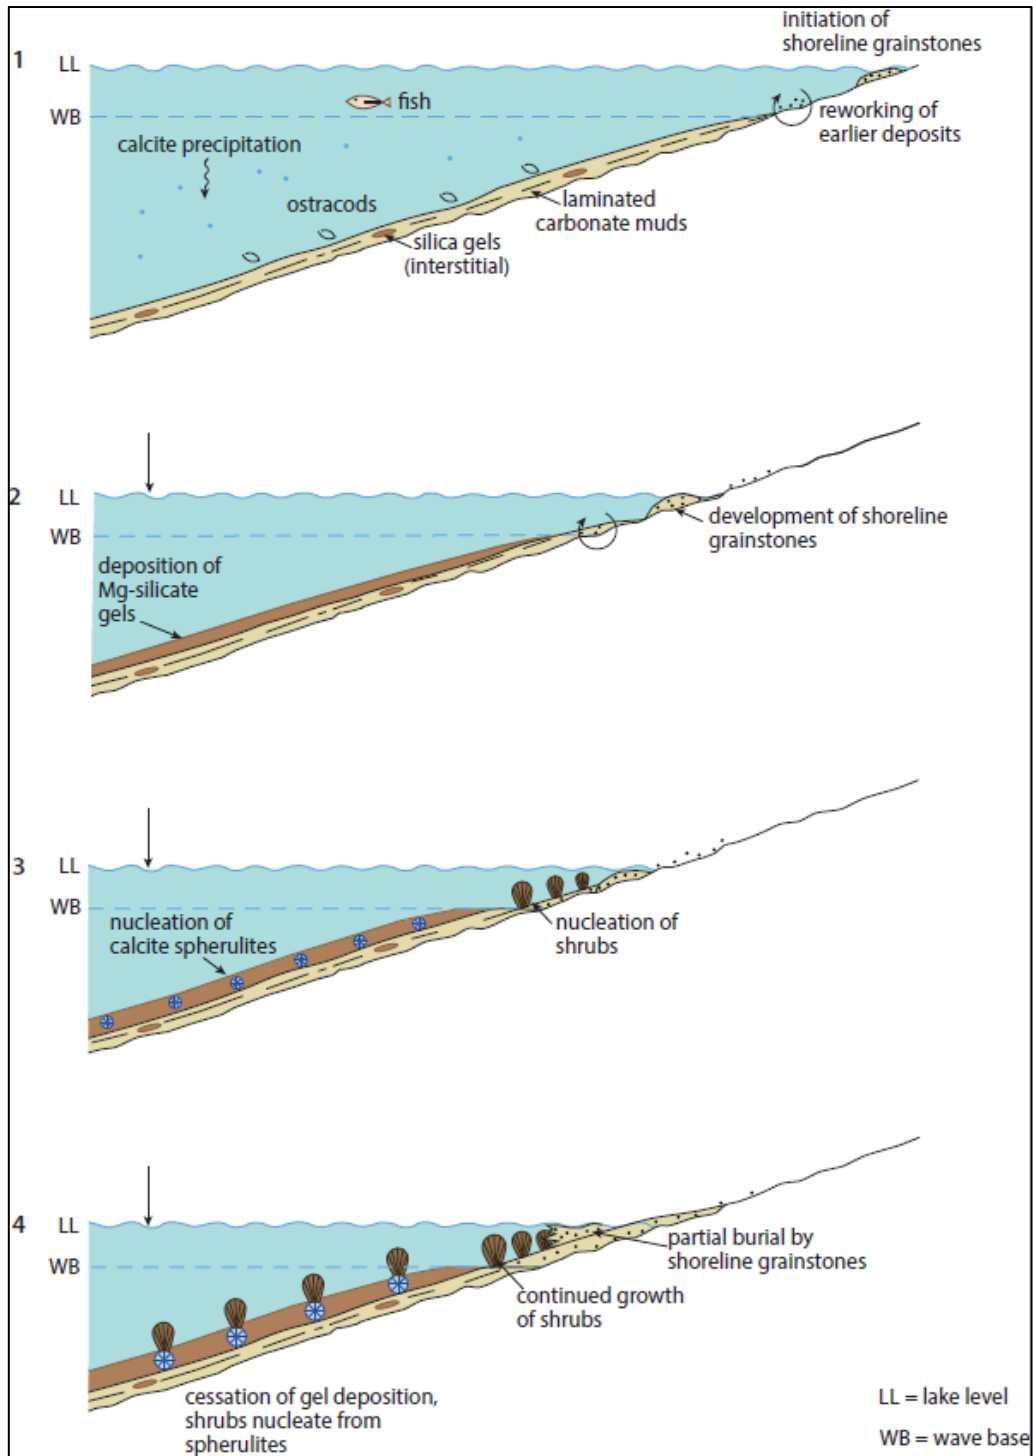 initiation of
shoreline grainstones
1
LL
WB
fish
calcite precipitation
reworking of
earlier deposits
ostracods
laminated
carbonate muds
silica gels
(interstitial)
2
LL
WB
development of shoreline
grainstones
deposition of
Mg-silicate
gels
3
LL
WB
nucleation of
calcite spherulites
nucleation of
shrubs
4
LL
WB
partial burial by
shoreline grainstones
continued growth
of shrubs
cessation of gel deposition,
shrubs nucleate from
spherulites
LL = lake level
WB = wave base